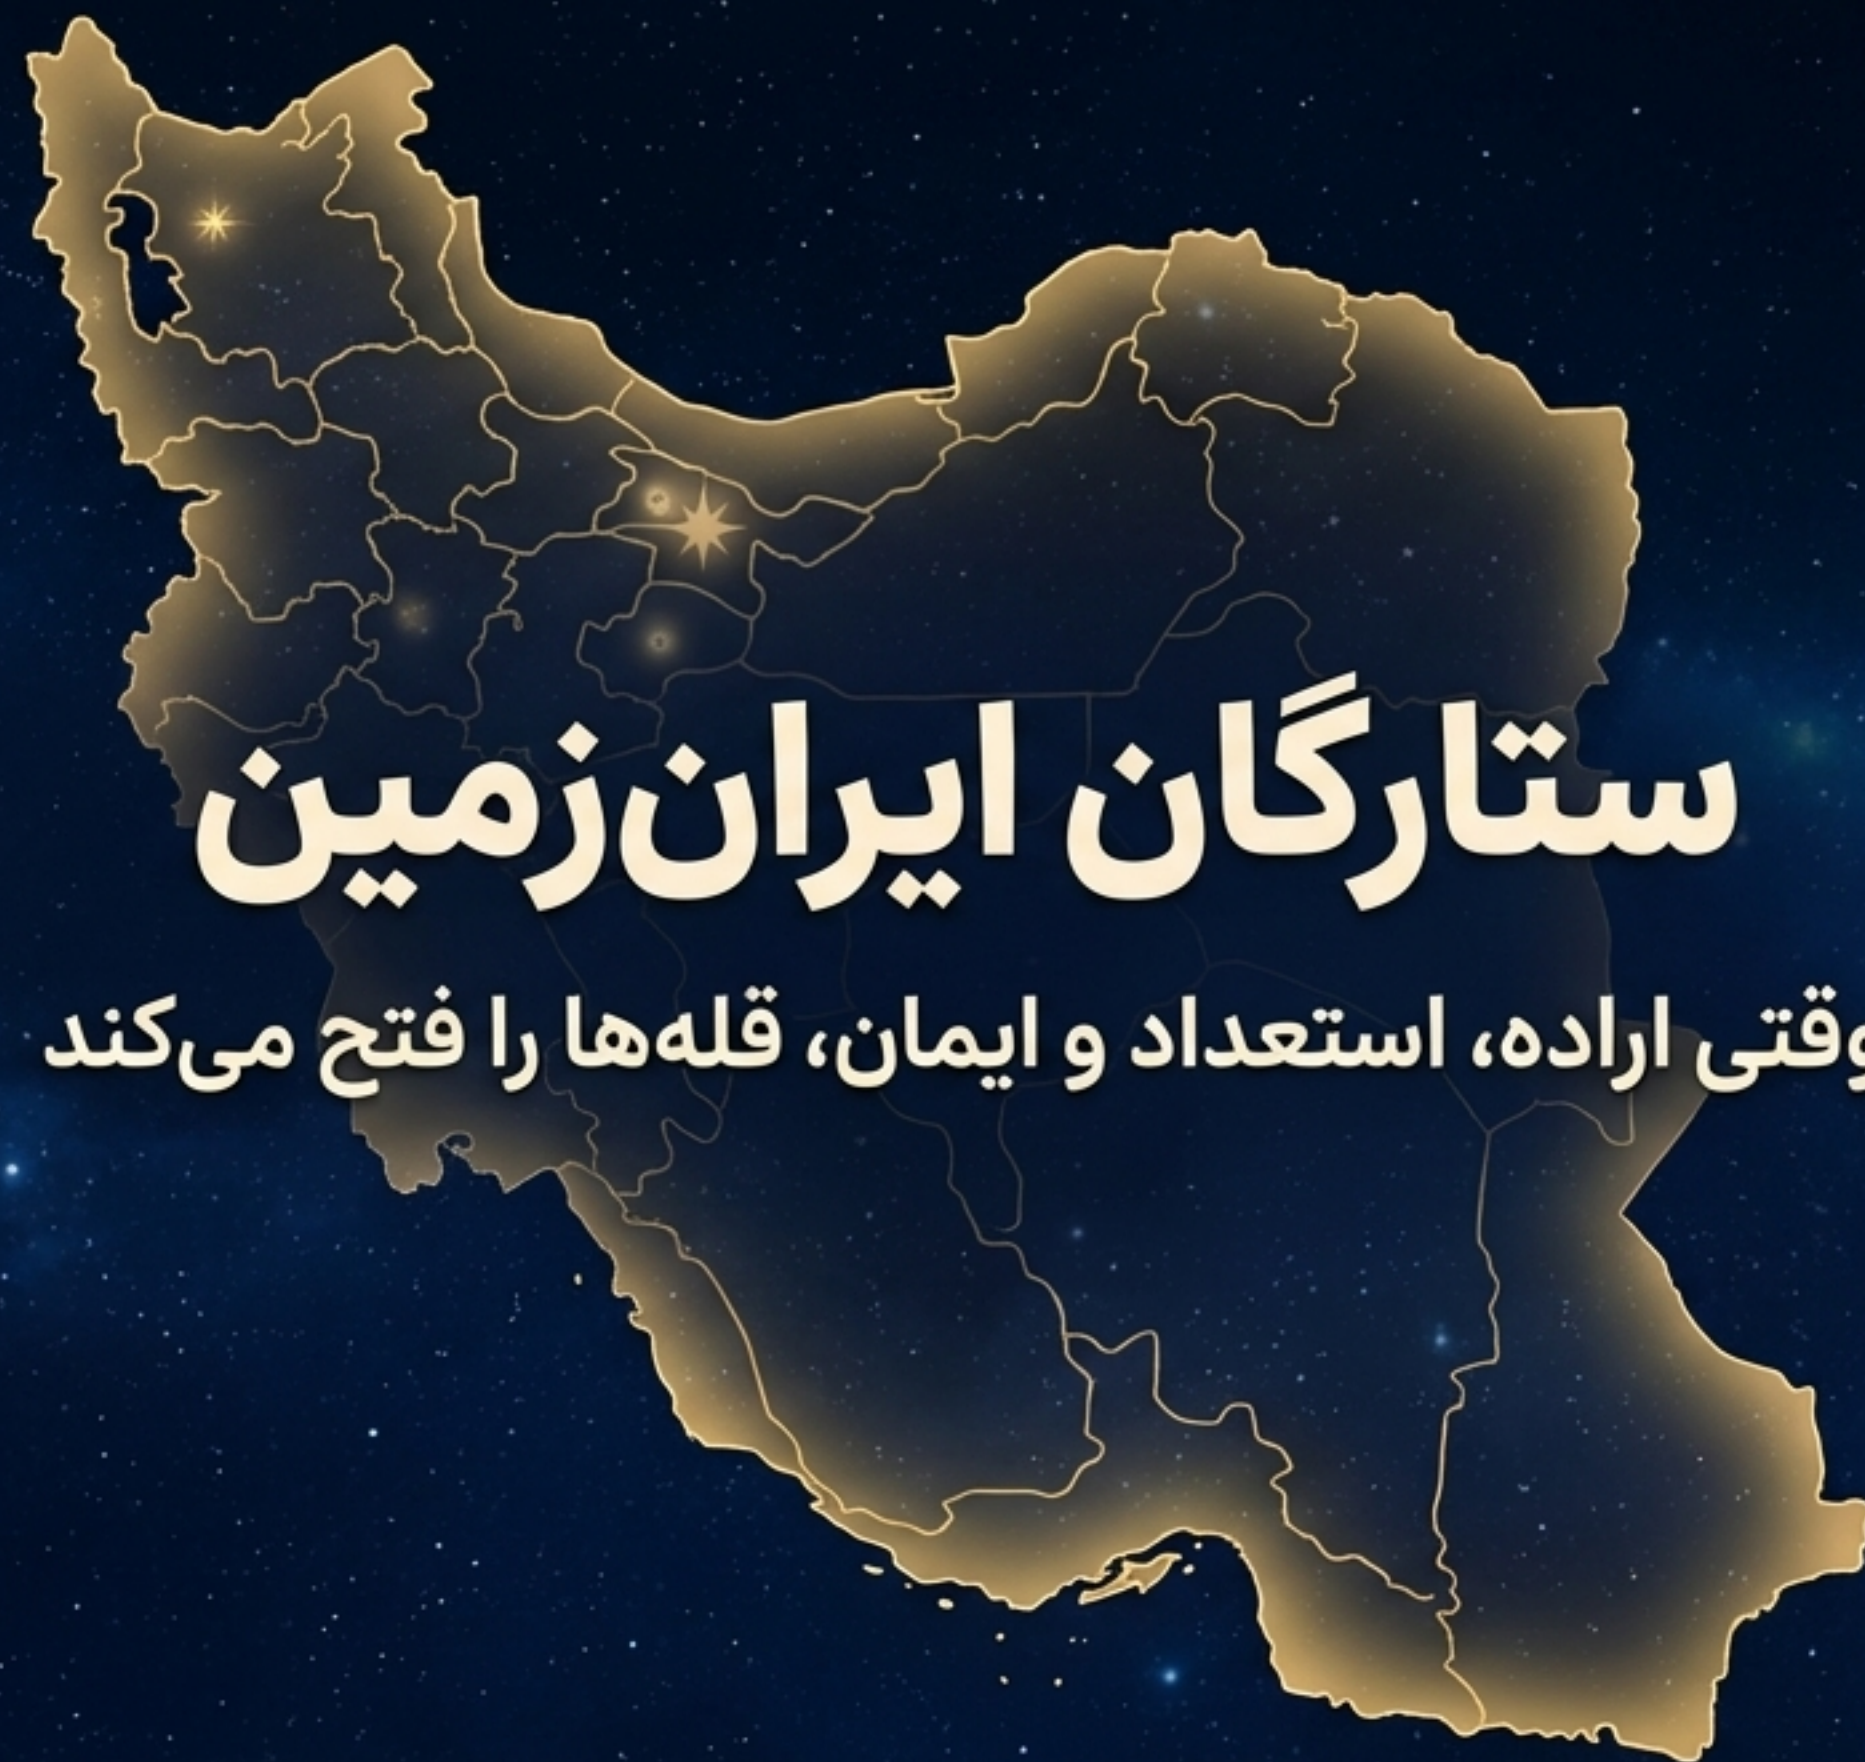 ستارگان ایران‌زمین
وقتی اراده، استعداد و ایمان، قله‌ها را فتح می‌کند